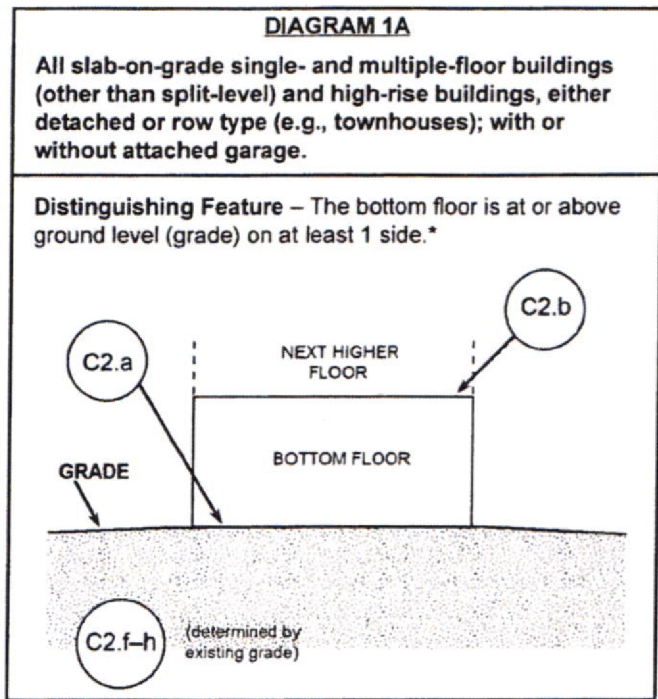 DIAGRAM 1A
All slab-on-grade single- and multiple-floor buildings
(other than split-level) and high-rise buildings, either
detached or row type (e.g., townhouses); with or
without attached garage.
Distinguishing Feature – The bottom floor is at or above
ground level (grade) on at least 1 side.*
C2.b
NEXT HIGHER
FLOOR
C2.a
BOTTOM FLOOR
GRADE
C2.f–h
(determined by
existing grade)